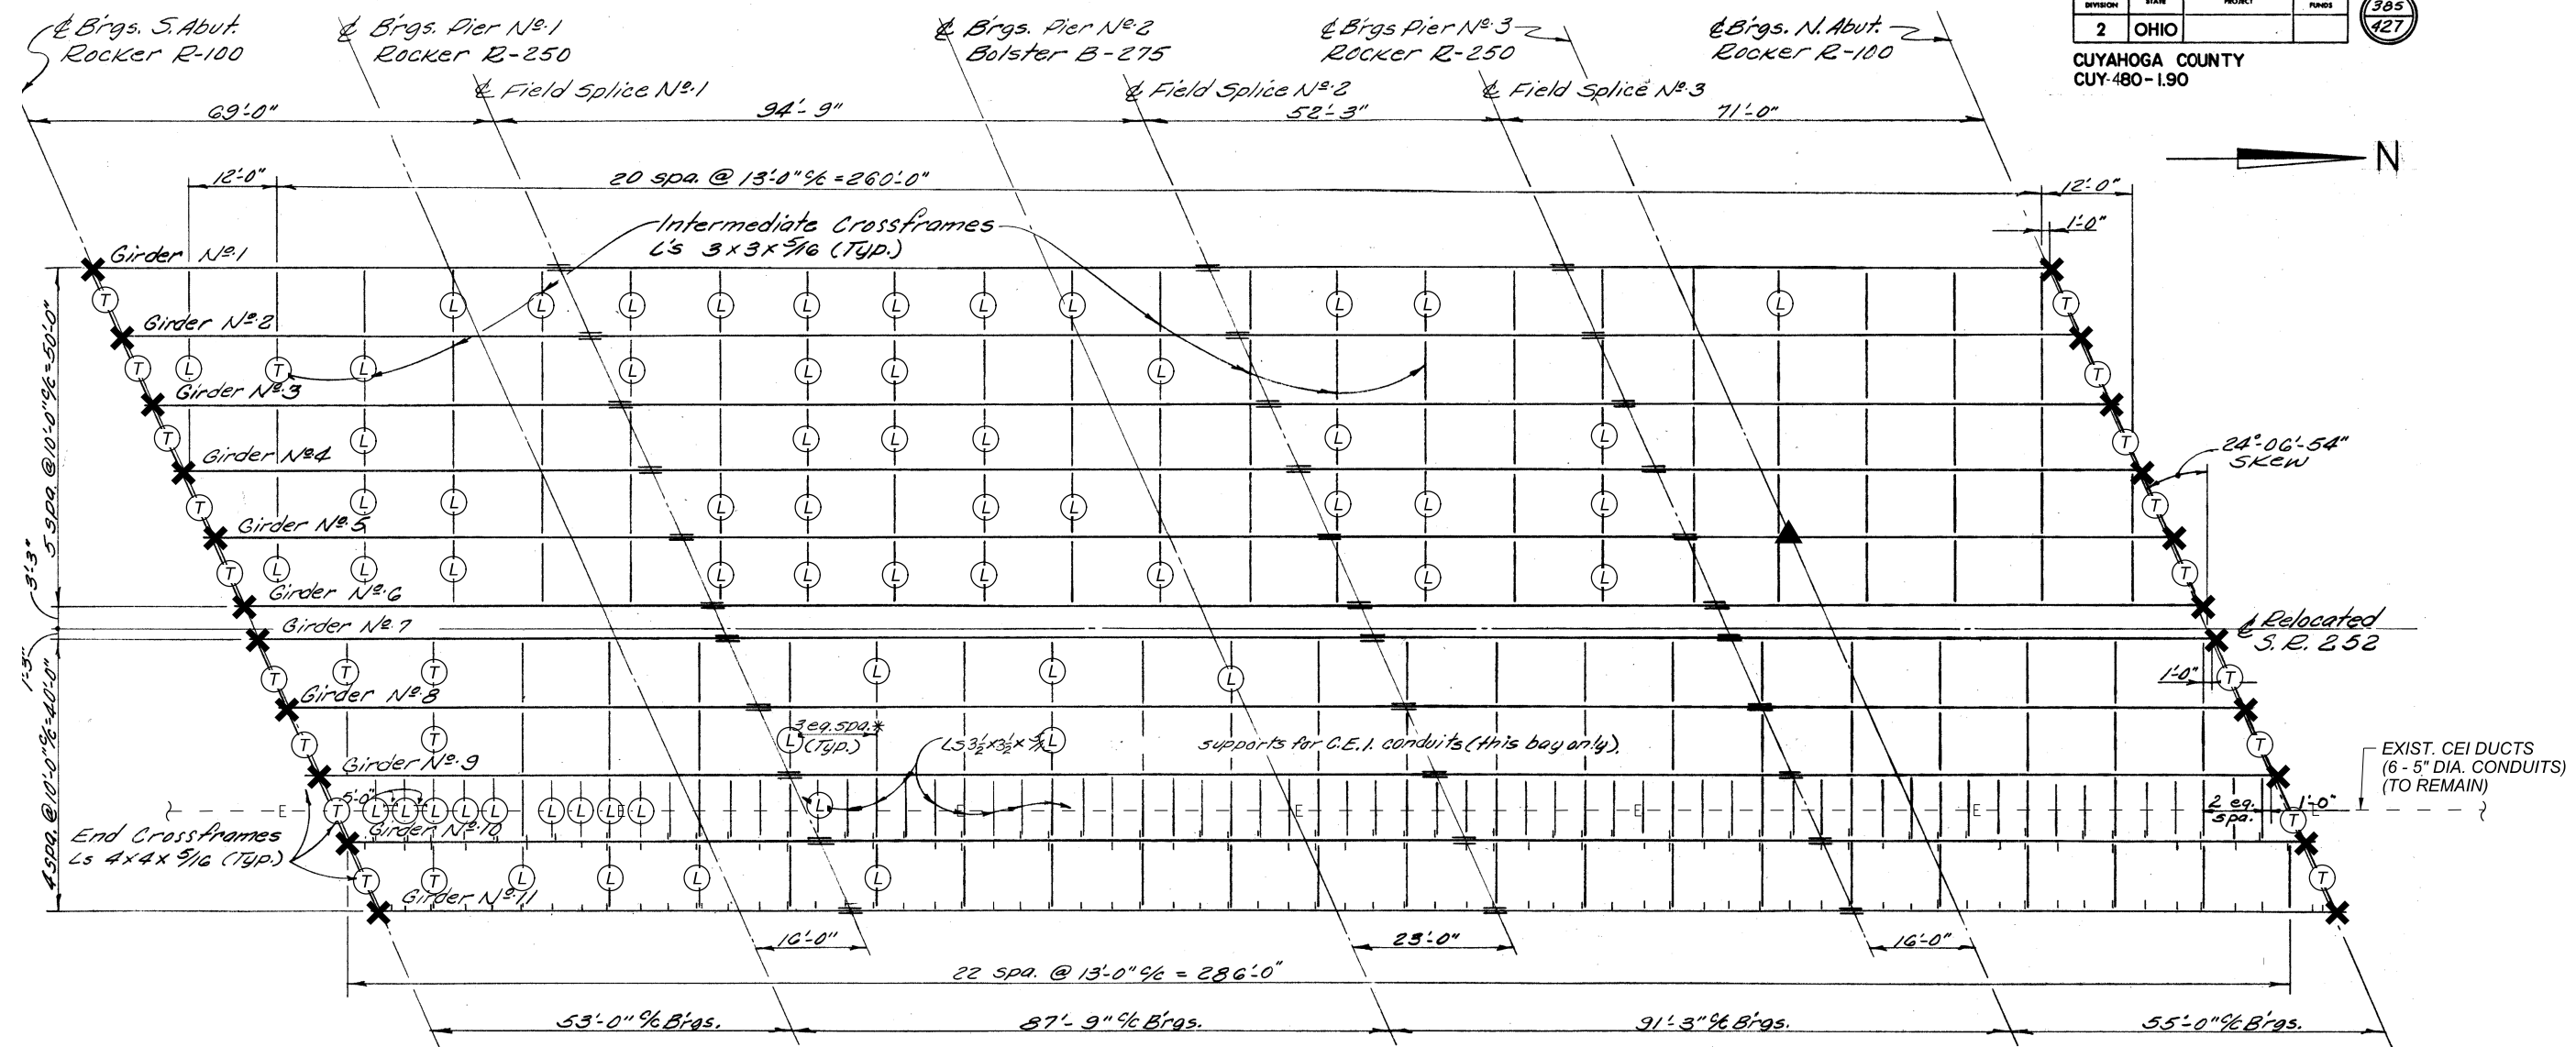 ℄ Brgs. S. Abut.
Rocker R-100
℄ Brgs. Pier Nº 1
Rocker R-250
℄ Brgs. Pier Nº 2
Bolster B-275
℄ Brgs Pier Nº 3
Rocker R-250
℄ Brgs. N. Abut.
Rocker R-100
DIVISION STATE PROJECT FUNDS
2 OHIO
385
427
CUYAHOGA COUNTY
CUY-480-1.90
℄ Field Splice Nº 1
℄ Field Splice Nº 2
℄ Field Splice Nº 3
69'-0" 94'-9" 52'-3" 71'-0"
N
12'-0" 20 spa. @ 13'-0" c/c = 260'-0" 12'-0"
1'-0"
Intermediate Crossframes
L's 3 x 3 x 5/16 (Typ.)
Girder Nº 1
T L L L L L L L L L L L T
Girder Nº 2
T L T L L L L L T
Girder Nº 3
T L L L L L L T
Girder Nº 4
24°-06'-54"
SKEW
T L L L L L L L L L T
Girder Nº 5
T L L L L L L L L L L T
Girder Nº 6
5 spa. @ 10'-0" c/c = 50'-0"
3'-3"
1'-3"
4 spa. @ 10'-0" c/c = 40'-0"
Girder Nº 7
℄ Relocated
S.R. 252
T T T L L L T
1'-0"
Girder Nº 8
T T L L T
3 eq. spa.*
(Typ.)
Supports for C.E.I. conduits (this bay only).
Girder Nº 9
EXIST. CEI DUCTS
(6 - 5" DIA. CONDUITS)
(TO REMAIN)
5'-0"
2 eq.
spa.
1'-0"
E T L L L L L L L L E L L E E E T E
End Crossframes
Ls 4 x 4 x 5/16 (Typ.)
Girder Nº 10
T T L L L L T
Girder Nº 11
16'-0" 23'-0" 16'-0"
22 spa. @ 13'-0" c/c = 286'-0"
53'-0" c/c Brgs. 87'-9" c/c Brgs. 91'-3" c/c Brgs. 55'-0" c/c Brgs.